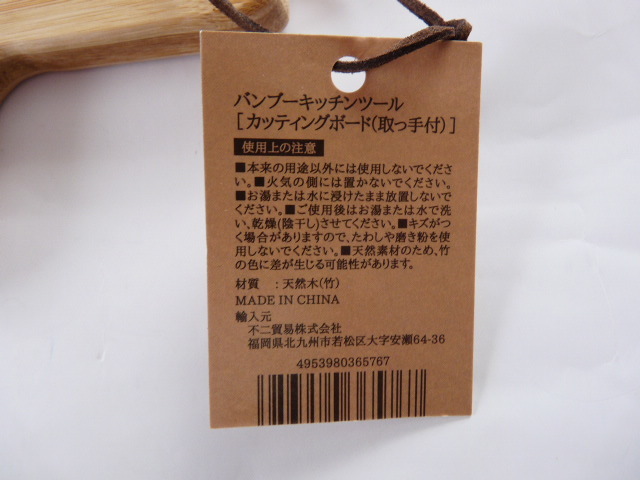 バンブーキッチンツール
［カッティングボード（取っ手付）］
使用上の注意
■本来の用途以外には使用しないでくださ
い。■火気の側には置かないでください。
■お湯または水に浸けたまま放置しないで
ください。■ご使用後はお湯または水で洗
い、乾燥（陰干し）させてください。■キズがつ
く場合がありますので、たわしや磨き粉を使
用しないでください。■天然素材のため、竹
の色に差が生じる可能性があります。
材質　：天然木（竹）
MADE IN CHINA
輸入元
不二貿易株式会社
福岡県北九州市若松区大字安瀬64-36
4953980365767